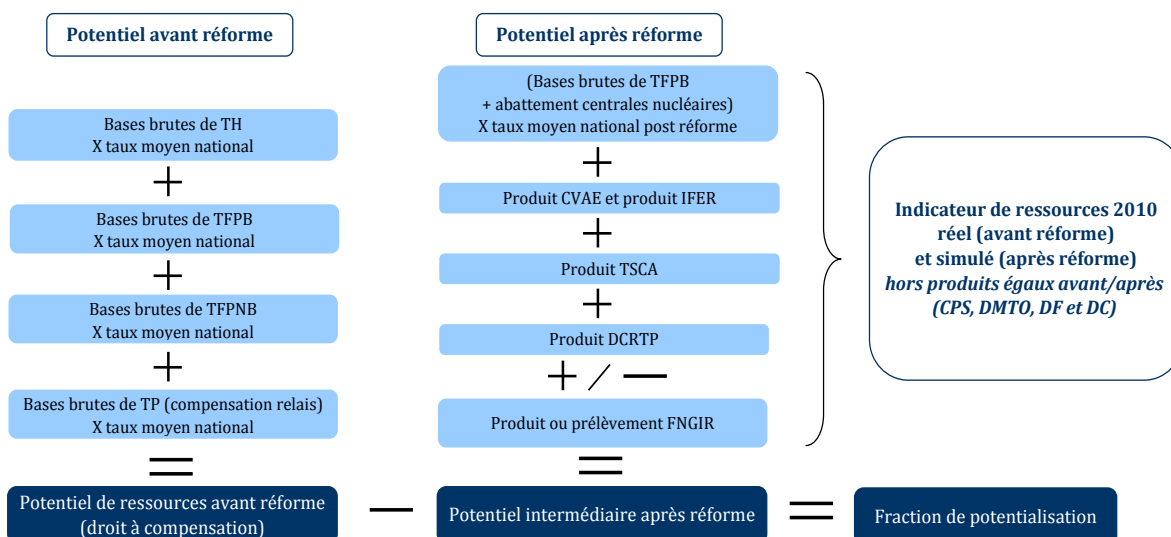 Potentiel avant réforme
Bases brutes de TH
X taux moyen national
+
Bases brutes de TFPB
X taux moyen national
+
Bases brutes de TFPNB
X taux moyen national
+
Bases brutes de TP (compensation relais)
X taux moyen national
=
Potentiel de ressources avant réforme
(droit à compensation)
—
Potentiel après réforme
(Bases brutes de TFPB
+ abattement centrales nucléaires)
X taux moyen national post réforme
+
Produit CVAE et produit IFER
+
Produit TSCA
+
Produit DCRTP
+ / —
Produit ou prélèvement FNGIR
=
Potentiel intermédiaire après réforme
=
Fraction de potentialisation
Indicateur de ressources 2010
réel (avant réforme)
et simulé (après réforme)
hors produits égaux avant/après
(CPS, DMTO, DF et DC)